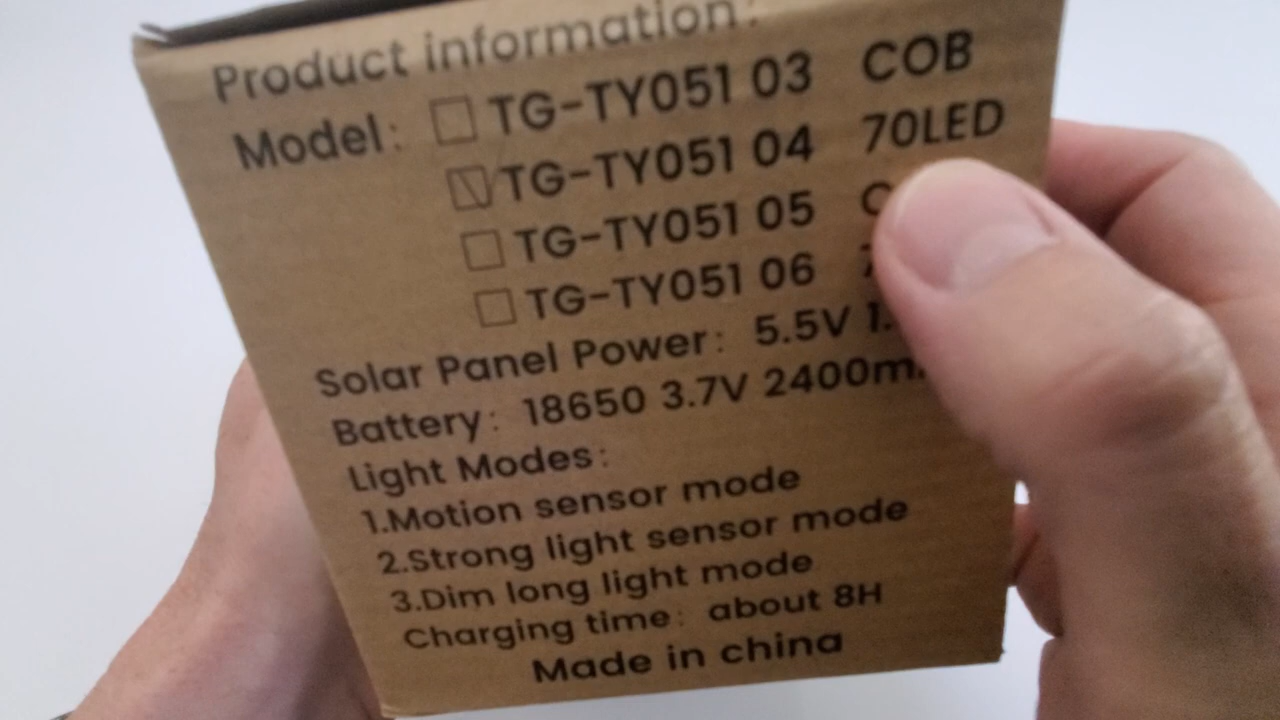 Product information:
Model: TG-TY051 03 COB
TG-TY051 04 70LED
TG-TY051 05
TG-TY051 06
Solar Panel Power: 5.5V
Battery: 18650 3.7V
Light Modes:
1.Motion sensor mode
2.Strong light sensor mode
3.Dim long light mode
Charging time: about 8H
Made in china